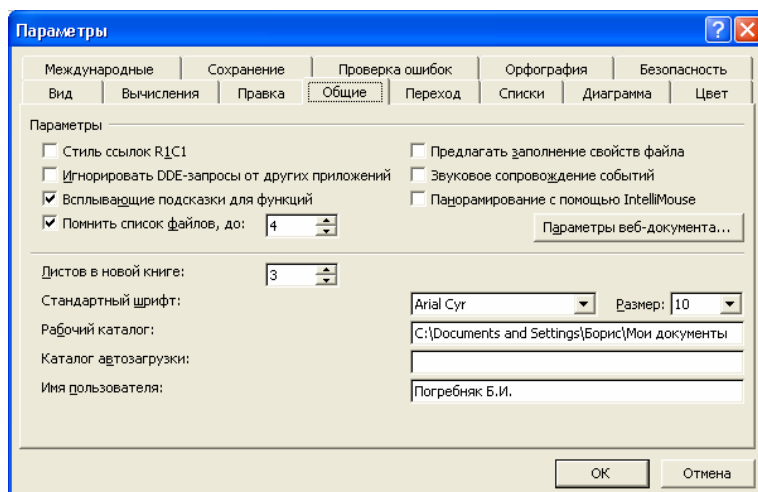 Параметры
Международные Сохранение Проверка ошибок Орфография Безопасность
Вид Вычисления Правка Общие Переход Списки Диаграмма Цвет
Параметры
Стиль ссылок R1C1
Предлагать заполнение свойств файла
Игнорировать DDE-запросы от других приложений
Звуковое сопровождение событий
Всплывающие подсказки для функций
Панорамирование с помощью IntelliMouse
Помнить список файлов, до: 4
Параметры веб-документа...
Листов в новой книге: 3
Стандартный шрифт: Arial Cyr Размер: 10
Рабочий каталог: C:\Documents and Settings\Борис\Мои документы
Каталог автозагрузки:
Имя пользователя: Погребняк Б.И.
ОК Отмена